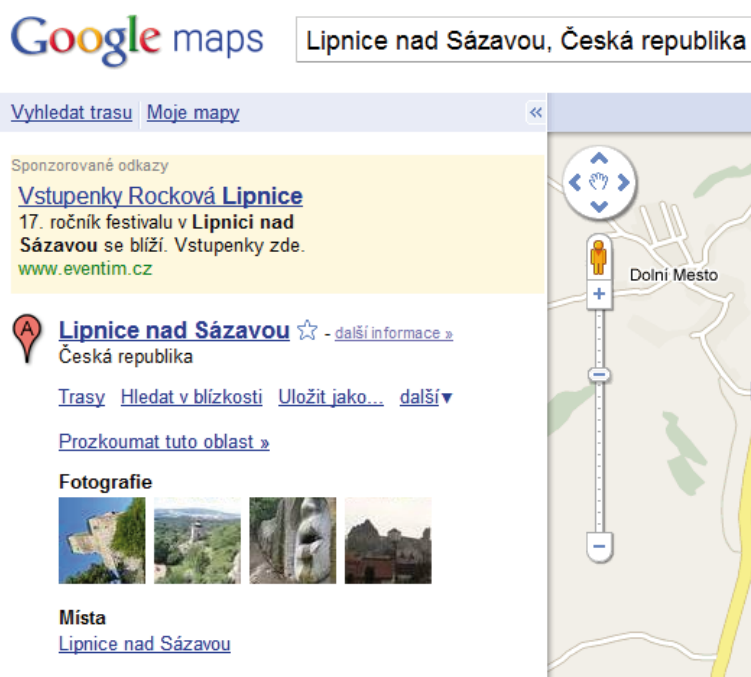 Google maps
Lipnice nad Sázavou, Česká republika
Vyhledat trasu Moje mapy «
Sponzorované odkazy
Vstupenky Rocková Lipnice
17. ročník festivalu v Lipnici nad
Sázavou se blíží. Vstupenky zde.
www.eventim.cz
Dolní Mesto
A
Lipnice nad Sázavou - další informace »
Česká republika
Trasy Hledat v blízkosti Uložit jako... další▼
Prozkoumat tuto oblast »
Fotografie
Místa
Lipnice nad Sázavou